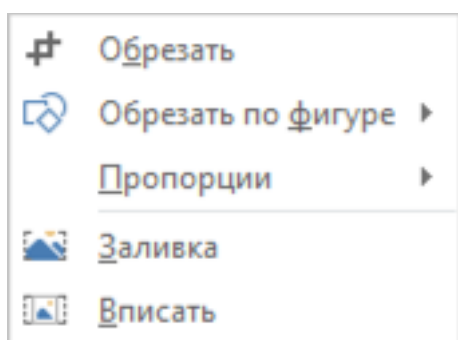 Обрезать
Обрезать по фигуре
Пропорции
Заливка
Вписать